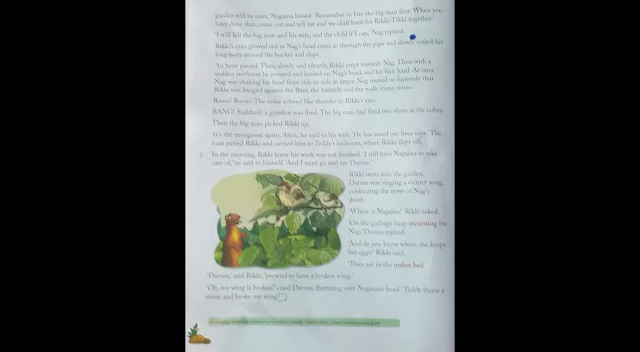 garden will be ours,' Nagaina hissed. 'Remember to bite the big man first. When you
have done that, come out and tell me and we shall hunt for Rikki-Tikki together.'
'I will kill the big man and his wife, and the child if I can,' Nag replied.
Rikki's eyes glowed red as Nag's head came in through the pipe and slowly coiled his
long body around the bucket and slept.
An hour passed. Then, slowly and silently, Rikki crept towards Nag. Then with a
sudden he jumped and landed on Nag's head, and bit him hard. At once
Nag was shaking his head from side to side in anger. Nag moved so furiously that
Rikki was banged against the floor, the bathtub and the walls many times.
Boom! Boom! The noise echoed like thunder in Rikki's ears.
BANG! Suddenly a gunshot was fired. The big man had fired two shots at the cobra.
Then the big man picked Rikki up.
'It's the mongoose again, Alice,' he said to his wife. 'He has saved our lives now.' The
man petted Rikki and carried him to Teddy's bedroom, where Rikki slept off.
In the morning, Rikki knew his work was not finished. 'I still have Nagaina to take
care of,' he said to himself. 'And I must go and see Darzee.'
Rikki went into the garden.
Darzee was singing a victory song,
celebrating the news of Nag's
death.
'Where is Nagaina?' Rikki asked.
'On the garbage heap mourning for
Nag,' Darzee replied.
'And do you know where she keeps
her eggs?' Rikki said.
'They are in the melon bed.'
'Darzee,' said Rikki, 'pretend to have a broken wing.'
'Oh, my wing is broken!' cried Darzee, fluttering over Nagaina's head. 'Teddy threw a
stone and broke my wing.'